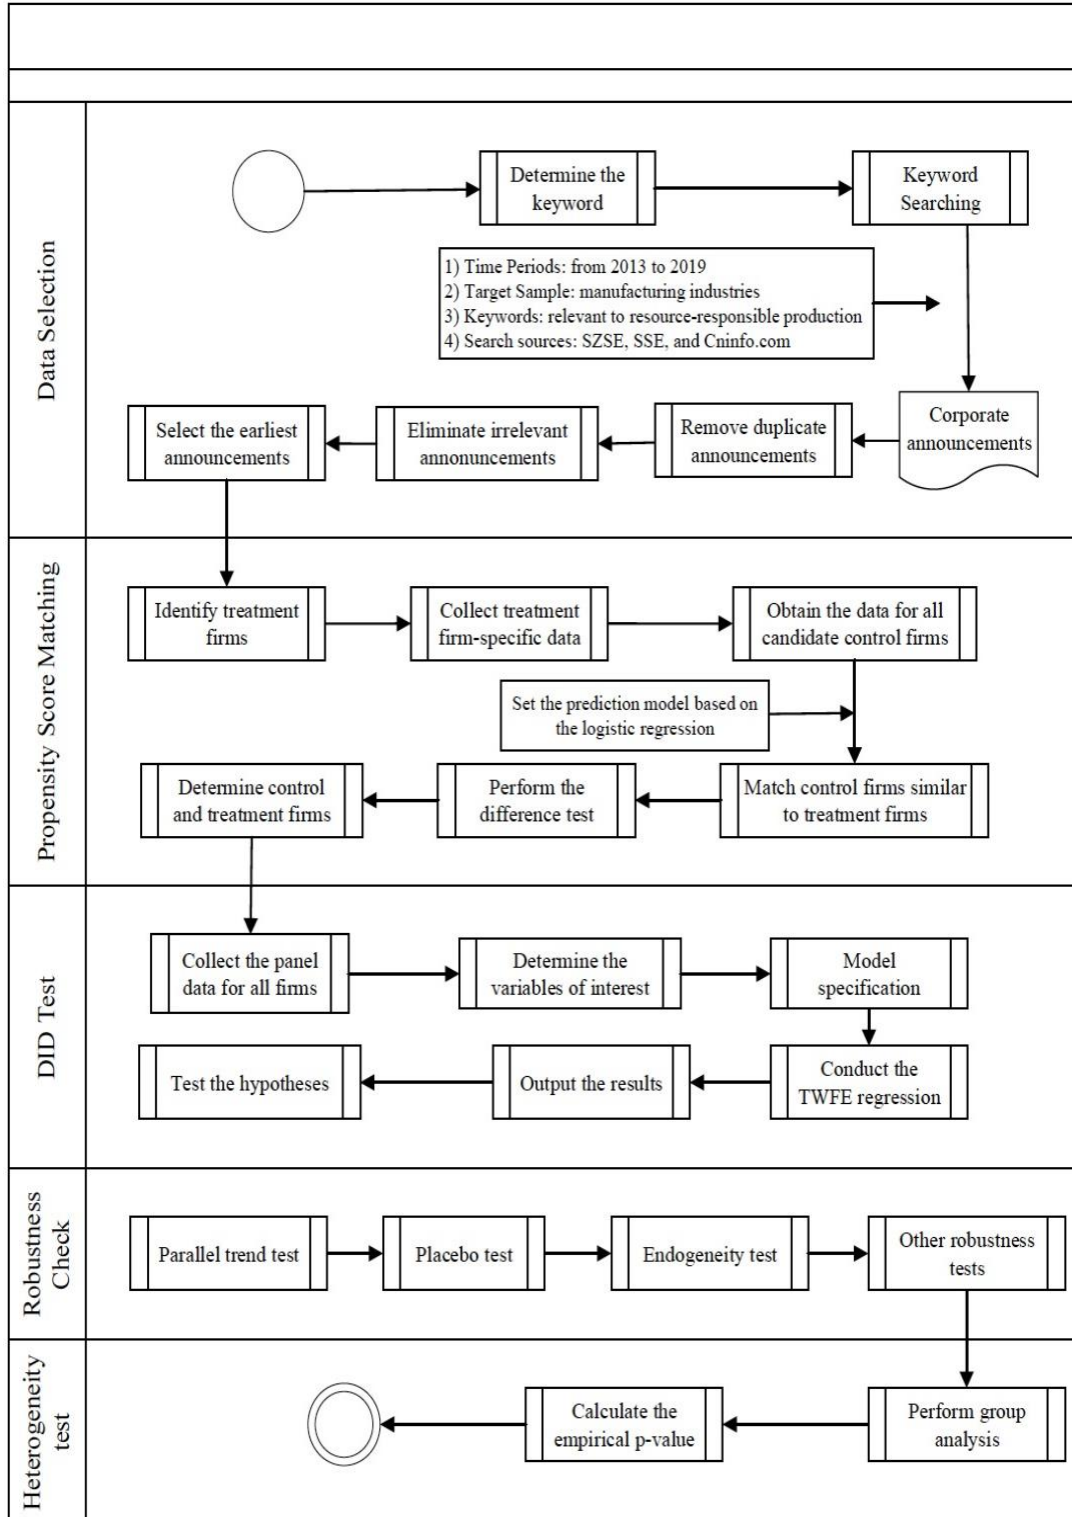 Data Selection
Determine the
keyword
Keyword
Searching
1) Time Periods: from 2013 to 2019
2) Target Sample: manufacturing industries
3) Keywords: relevant to resource-responsible production
4) Search sources: SZSE, SSE, and Cninfo.com
Corporate
announcements
Remove duplicate
announcements
Eliminate irrelevant
annonuncements
Select the earliest
announcements
Propensity Score Matching
Identify treatment
firms
Collect treatment
firm-specific data
Obtain the data for all
candidate control firms
Set the prediction model based on
the logistic regression
Match control firms similar
to treatment firms
Perform the
difference test
Determine control
and treatment firms
DID Test
Collect the panel
data for all firms
Determine the
variables of interest
Model
specification
Conduct the
TWFE regression
Output the results
Test the hypotheses
Robustness
Check
Parallel trend test
Placebo test
Endogeneity test
Other robustness
tests
Heterogeneity
test
Perform group
analysis
Calculate the
empirical p-value